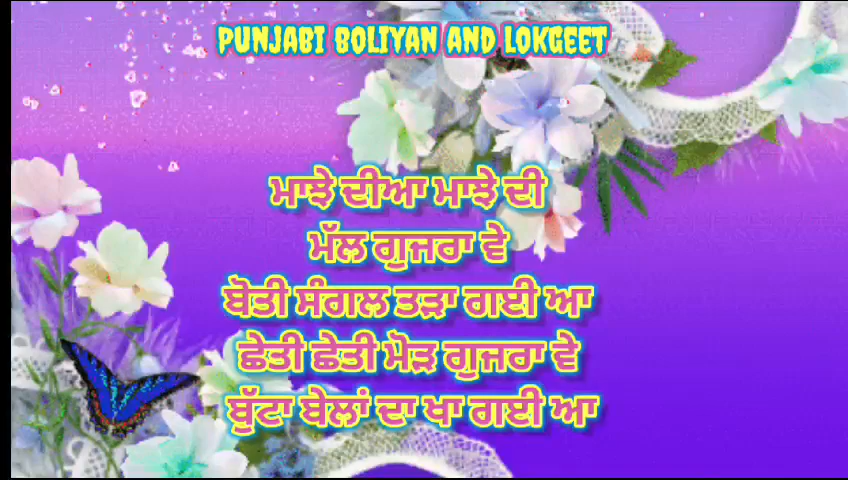 PUNJABI BOLIYAN AND LOKGEET
ਮਾਝੇ ਦੀਆ ਮਾਝੇ ਦੀ
ਮੱਲ ਗੁਜਰਾ ਵੇ
ਬੋਤੀ ਸੰਗਲ ਤੜਾ ਗਈ ਆ
ਛੇਤੀ ਛੇਤੀ ਮੋੜ ਗੁਜਰਾ ਵੇ
ਬੁੱਟਾ ਬੇਲਾਂ ਦਾ ਖਾ ਗਈ ਆ